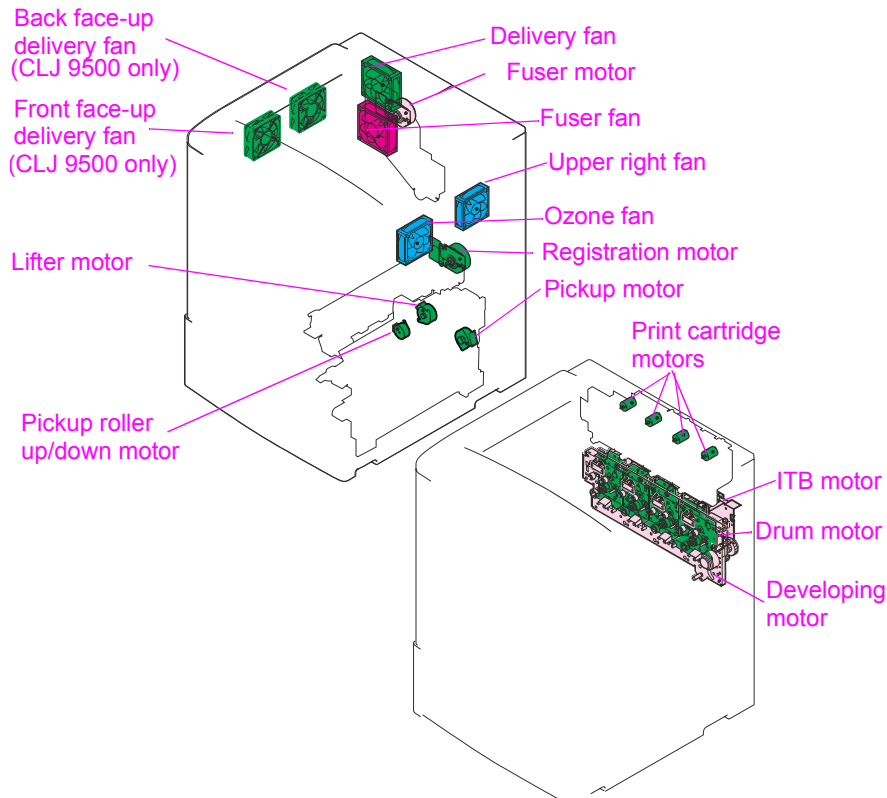 Back face-up
delivery fan
(CLJ 9500 only)
Front face-up
delivery fan
(CLJ 9500 only)
Delivery fan
Fuser motor
Fuser fan
Upper right fan
Ozone fan
Registration motor
Lifter motor
Pickup motor
Print cartridge
motors
Pickup roller
up/down motor
ITB motor
Drum motor
Developing
motor